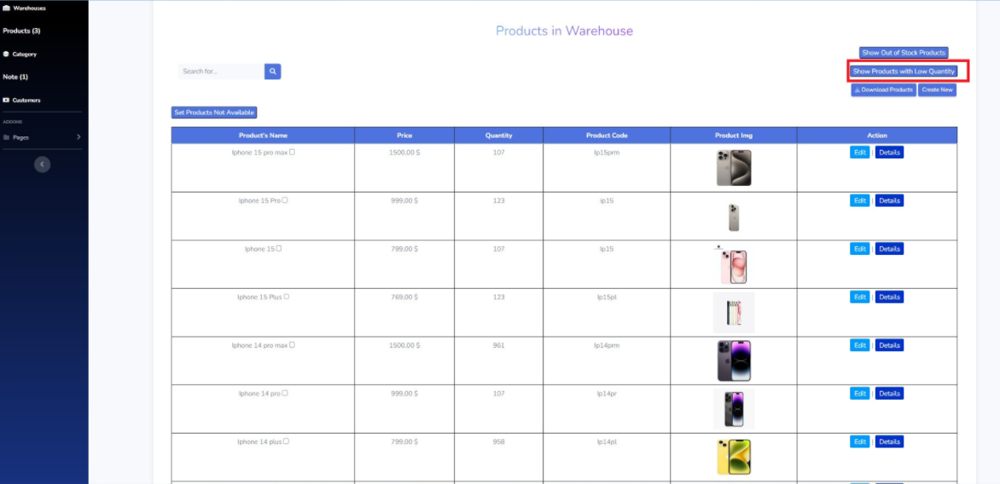 Warehouses
Products (3)
Category
Note (1)
Customers
ADDONS
Pages
Products in Warehouse
Show Out of Stock Products
Search for...
Show Products with Low Quantity
Download Products Create New
Set Products Not Available
Product's Name Price Quantity Product Code Product Img Action
Iphone 15 pro max 1500,00 $ 107 Ip15prm Edit | Details
Iphone 15 Pro 999,00 $ 123 ip15 Edit | Details
Iphone 15 799,00 $ 107 Ip15 Edit | Details
Iphone 15 Plus 769,00 $ 123 Ip15pl Edit | Details
Iphone 14 pro max 1500,00 $ 961 Ip14prm Edit | Details
Iphone 14 pro 999,00 $ 107 Ip14pr Edit | Details
Iphone 14 plus 799,00 $ 958 Ip14pl Edit | Details